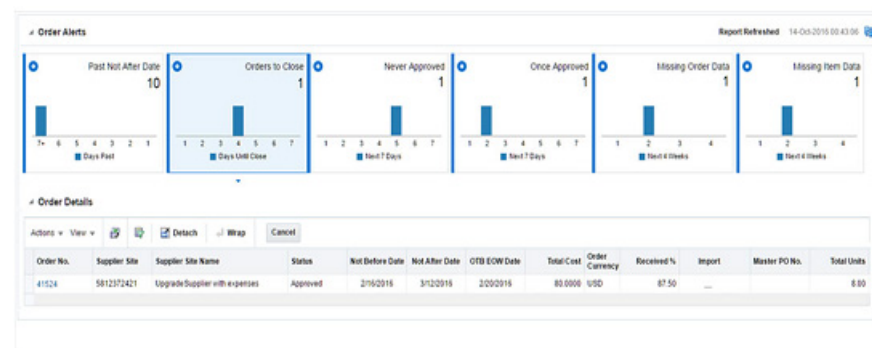 Order Alerts
Report Refreshed 14-Oct-2016 00:43:06
Past Not After Date Orders to Close Never Approved Once Approved Missing Order Data Missing Item Data
10 1 1 1 1 1
7+ 6 5 4 3 2 1 1 2 3 4 5 6 7 1 2 3 4 5 6 7 1 2 3 4 5 6 7 1 2 3 4 1 2 3 4
Days Past Days Until Close Next 7 Days Next 7 Days Next 4 Weeks Next 4 Weeks
Order Details
Actions View Detach Wrap Cancel
Order No. Supplier Site Supplier Site Name Status Not Before Date Not After Date OTB EOW Date Total Cost Order Currency Received % Import Master PO No. Total Units
41524 5812372421 UpgradeSupplier with expenses Approved 2/16/2016 3/12/2016 2/20/2016 80.0000 USD 87.50 __ 8.00